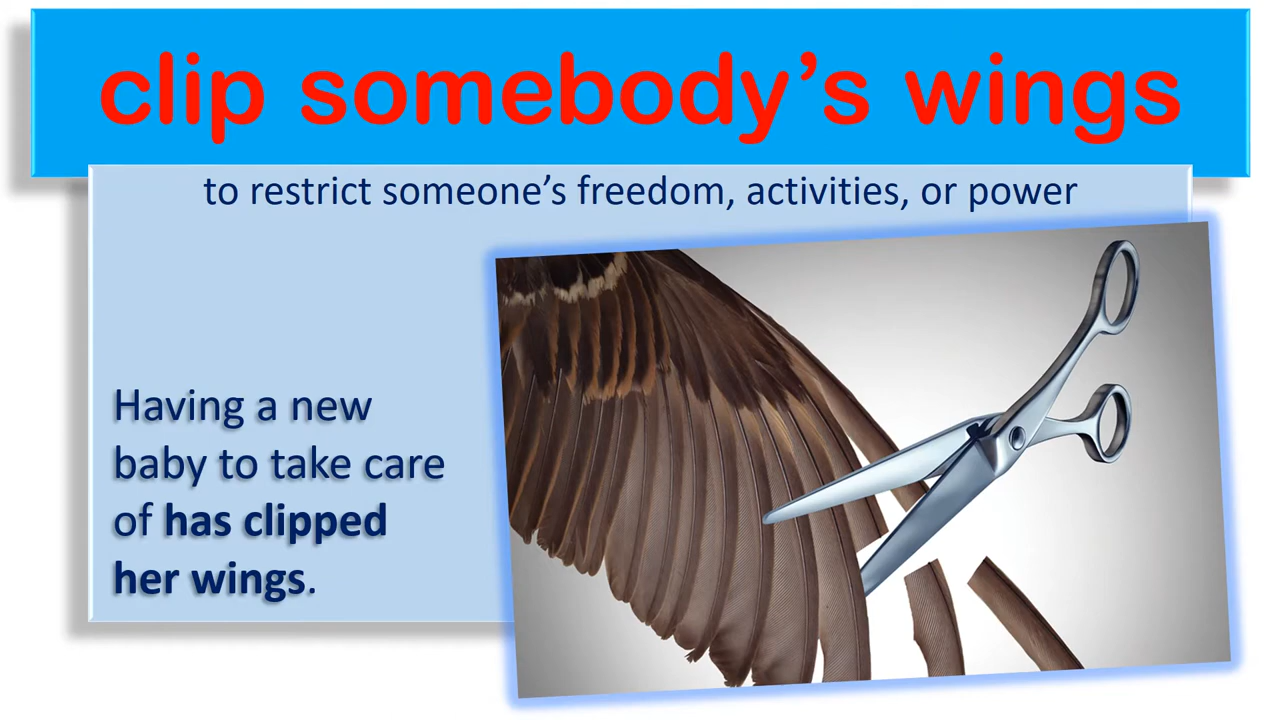 clip somebody’s wings
to restrict someone’s freedom, activities, or power
Having a new
baby to take care
of has clipped
her wings.